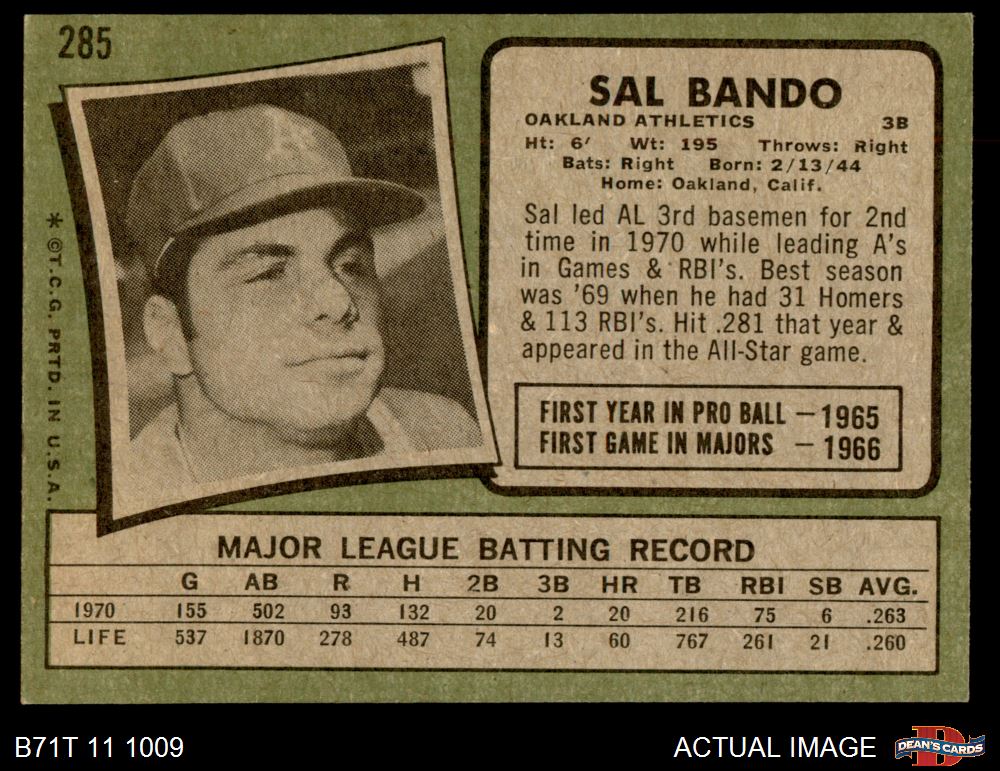 285
SAL BANDO
OAKLAND ATHLETICS 3B
Ht: 6' Wt: 195 Throws: Right
Bats: Right Born: 2/13/44
Home: Oakland, Calif.
Sal led AL 3rd basemen for 2nd
time in 1970 while leading A's
in Games & RBI's. Best season
was '69 when he had 31 Homers
& 113 RBI's. Hit .281 that year &
appeared in the All-Star game.
FIRST YEAR IN PRO BALL — 1965
FIRST GAME IN MAJORS — 1966
* ©T.C.G. PRTD. IN U.S.A.
MAJOR LEAGUE BATTING RECORD
G AB R H 2B 3B HR TB RBI SB AVG.
1970 155 502 93 132 20 2 20 216 75 6 .263
LIFE 537 1870 278 487 74 13 60 767 261 21 .260
B71T 11 1009
ACTUAL IMAGE
DEAN'S CARDS